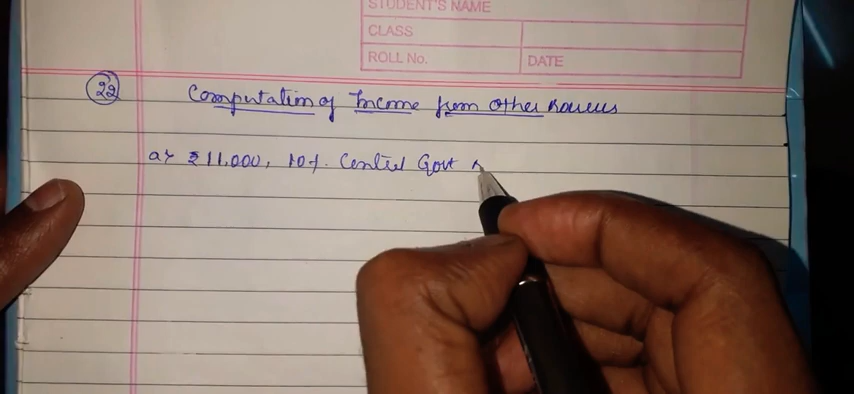 STUDENT'S NAME
CLASS
ROLL No. DATE
22 Computation of Income from other sources
a> ₹11,000, 10%. Central Govt